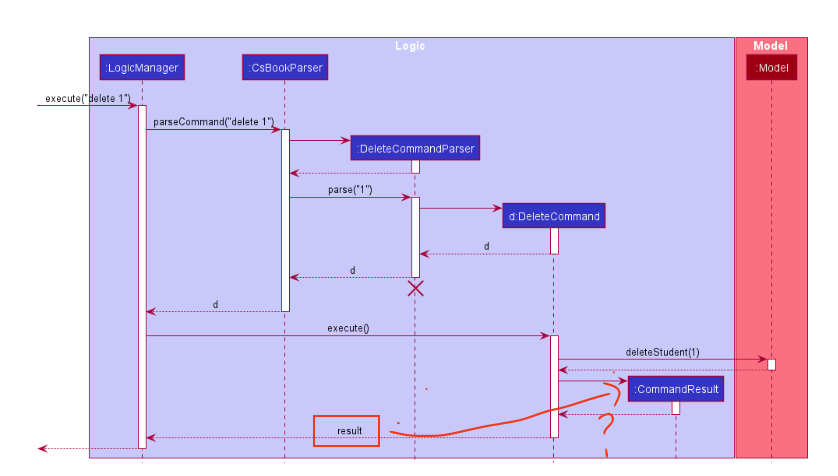 Logic
Model
:LogicManager
:CsBookParser
:Model
execute("delete 1")
parseCommand("delete 1")
:DeleteCommandParser
parse("1")
d:DeleteCommand
d
d
d
execute()
deleteStudent(1)
:CommandResult
?
result